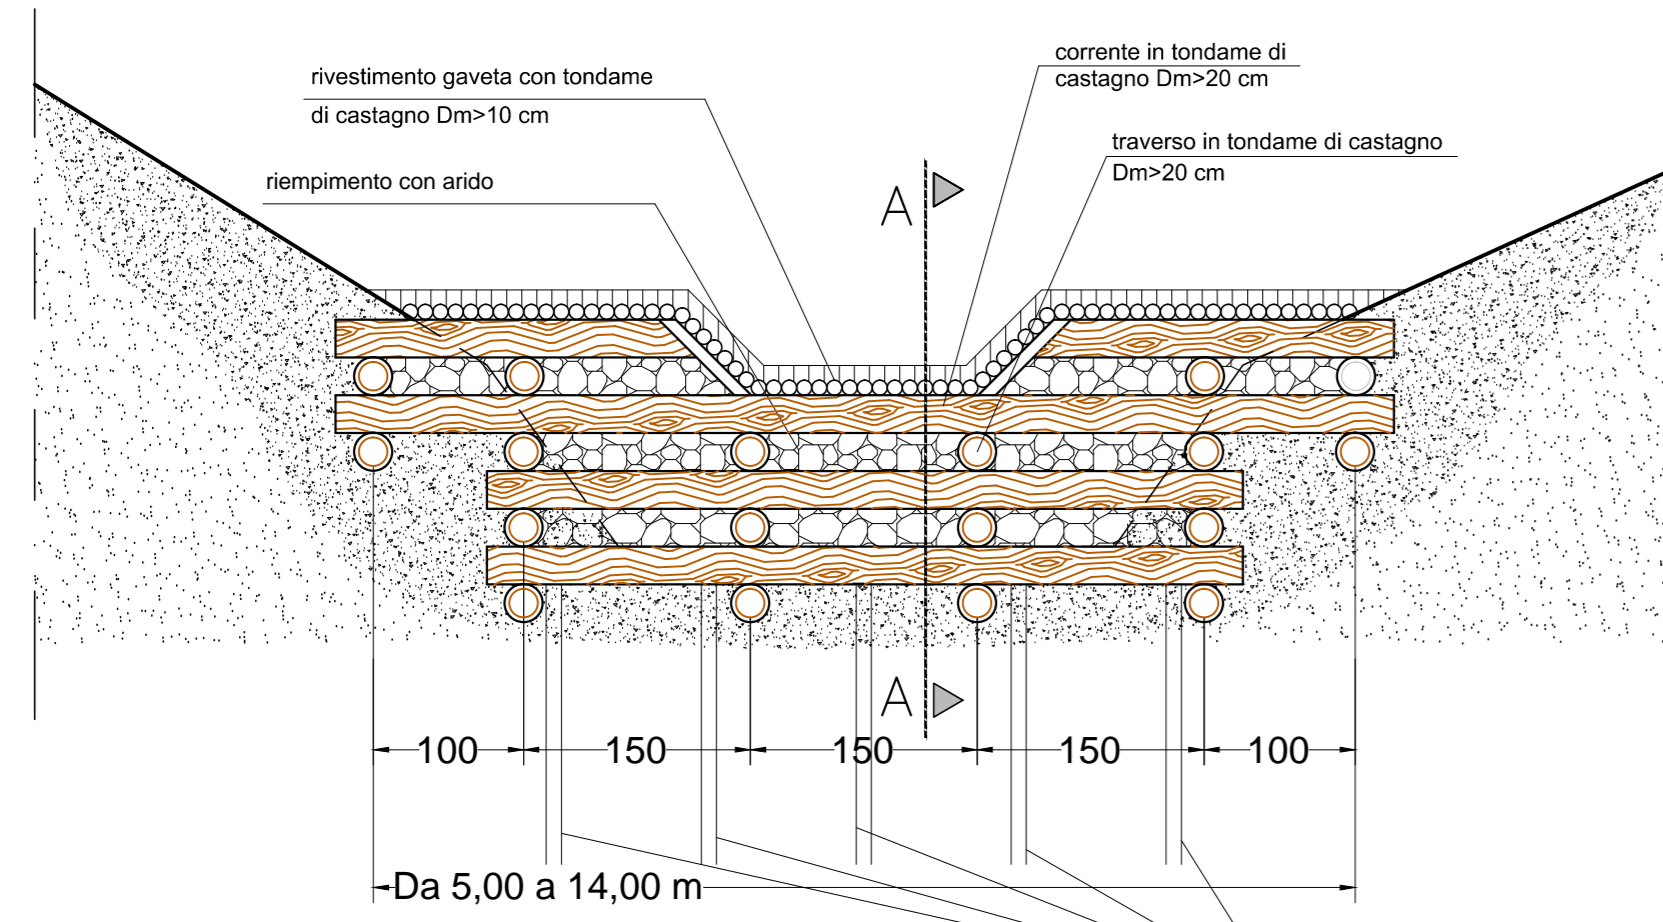 corrente in tondame di
castagno Dm>20 cm
rivestimento gaveta con tondame
di castagno Dm>10 cm
traverso in tondame di castagno
Dm>20 cm
riempimento con arido
A
A
100 150 150 150 100
Da 5,00 a 14,00 m